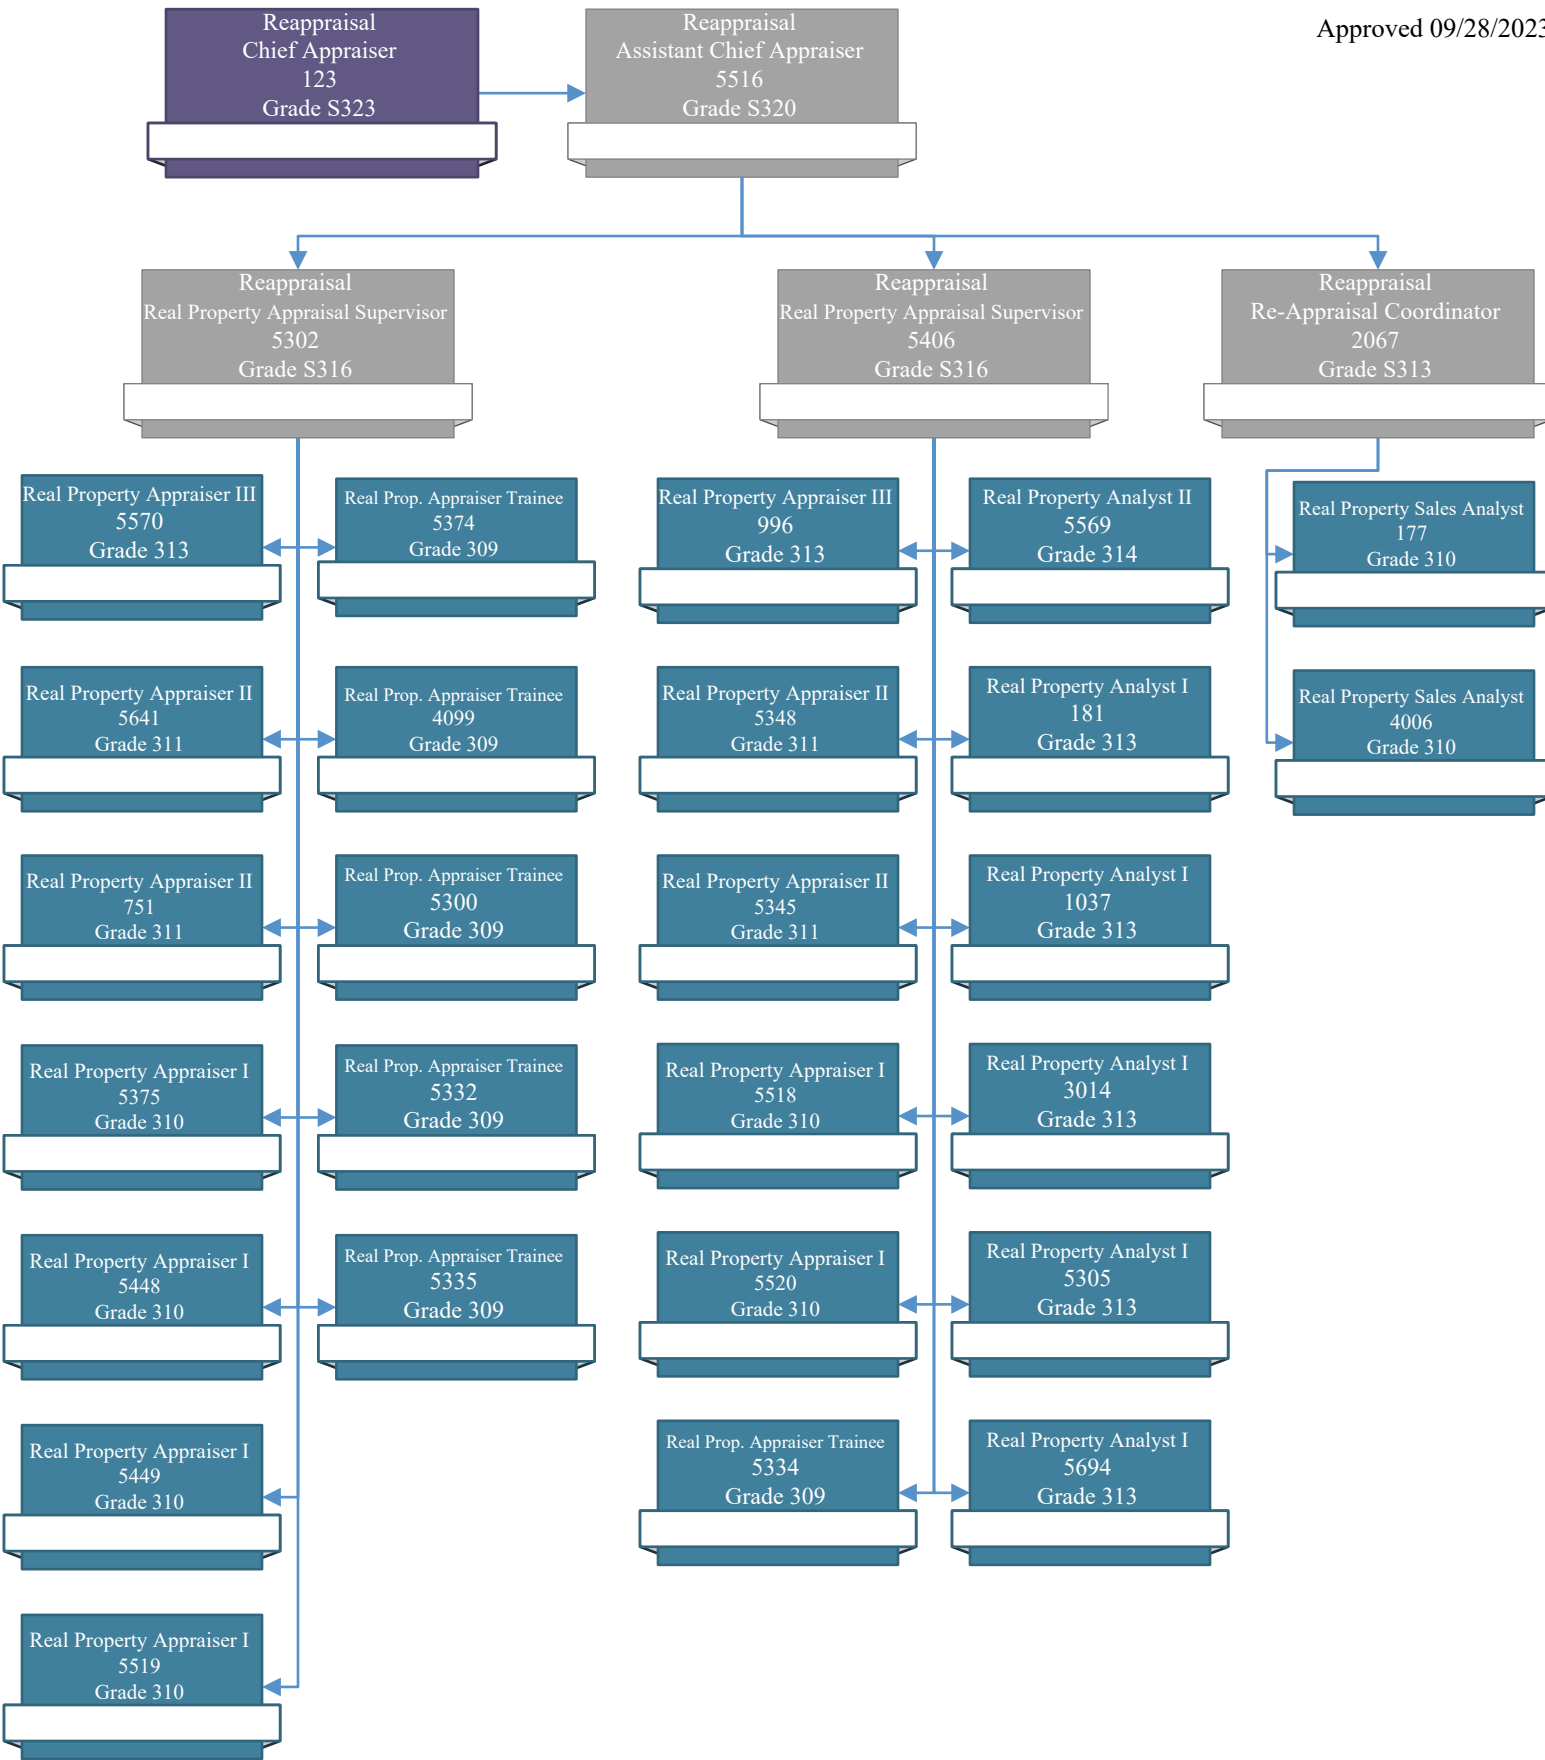 Reappraisal
Chief Appraiser
123
Grade S323
Reappraisal
Assistant Chief Appraiser
5516
Grade S320
Approved 09/28/2023
Reappraisal
Real Property Appraisal Supervisor
5302
Grade S316
Reappraisal
Real Property Appraisal Supervisor
5406
Grade S316
Reappraisal
Re-Appraisal Coordinator
2067
Grade S313
Real Property Appraiser III
5570
Grade 313
Real Prop. Appraiser Trainee
5374
Grade 309
Real Property Appraiser III
996
Grade 313
Real Property Analyst II
5569
Grade 314
Real Property Sales Analyst
177
Grade 310
Real Property Appraiser II
5641
Grade 311
Real Prop. Appraiser Trainee
4099
Grade 309
Real Property Appraiser II
5348
Grade 311
Real Property Analyst I
181
Grade 313
Real Property Sales Analyst
4006
Grade 310
Real Property Appraiser II
751
Grade 311
Real Prop. Appraiser Trainee
5300
Grade 309
Real Property Appraiser II
5345
Grade 311
Real Property Analyst I
1037
Grade 313
Real Property Appraiser I
5375
Grade 310
Real Prop. Appraiser Trainee
5332
Grade 309
Real Property Appraiser I
5518
Grade 310
Real Property Analyst I
3014
Grade 313
Real Property Appraiser I
5448
Grade 310
Real Prop. Appraiser Trainee
5335
Grade 309
Real Property Appraiser I
5520
Grade 310
Real Property Analyst I
5305
Grade 313
Real Property Appraiser I
5449
Grade 310
Real Prop. Appraiser Trainee
5334
Grade 309
Real Property Analyst I
5694
Grade 313
Real Property Appraiser I
5519
Grade 310